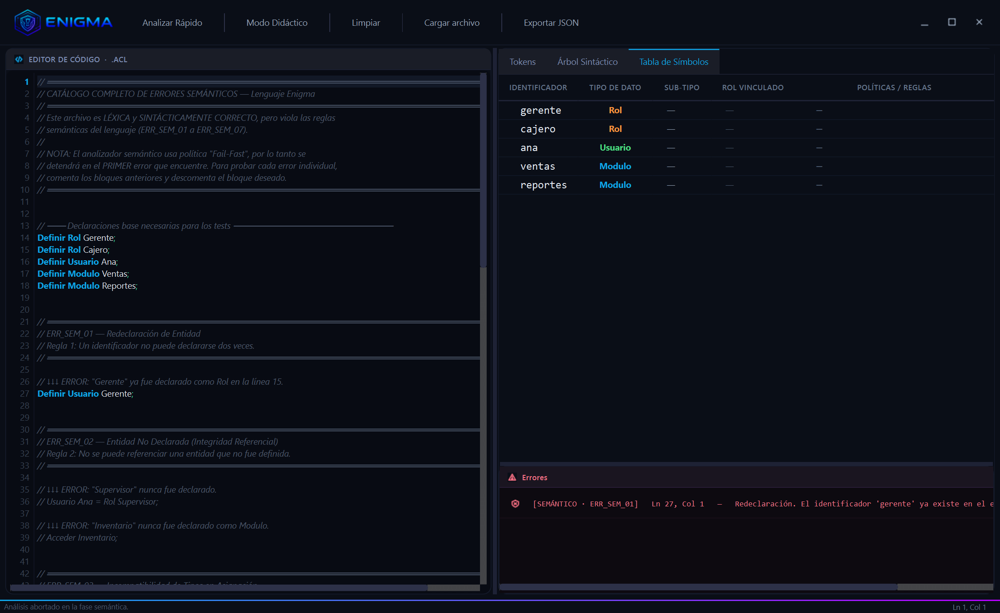 ENIGMA
Analizar Rápido
Modo Didáctico
Limpiar
Cargar archivo
Exportar JSON
EDITOR DE CÓDIGO · .ACL
1 // ══════════════════════════════
2 // CATÁLOGO COMPLETO DE ERRORES SEMÁNTICOS — Lenguaje Enigma
3 // ══════════════════════════════
4 // Este archivo es LÉXICA y SINTÁCTICAMENTE CORRECTO, pero viola las reglas
5 // semánticas del lenguaje (ERR_SEM_01 a ERR_SEM_07).
6 //
7 // NOTA: El analizador semántico usa política "Fail-Fast", por lo tanto se
8 // detendrá en el PRIMER error que encuentre. Para probar cada error individual,
9 // comenta los bloques anteriores y descomenta el bloque deseado.
10 // ══════════════════════════════
11
12
13 // ─── Declaraciones base necesarias para los tests ──────────────────
14 Definir Rol Gerente;
15 Definir Rol Cajero;
16 Definir Usuario Ana;
17 Definir Modulo Ventas;
18 Definir Modulo Reportes;
19
20
21 // ══════════════════════════════
22 // ERR_SEM_01 — Redeclaración de Entidad
23 // Regla 1: Un identificador no puede declararse dos veces.
24 // ══════════════════════════════
25
26 // ↓↓↓ ERROR: "Gerente" ya fue declarado como Rol en la línea 15.
27 Definir Usuario Gerente;
28
29
30 // ══════════════════════════════
31 // ERR_SEM_02 — Entidad No Declarada (Integridad Referencial)
32 // Regla 2: No se puede referenciar una entidad que no fue definida.
33 // ══════════════════════════════
34
35 // ↓↓↓ ERROR: "Supervisor" nunca fue declarado.
36 // Usuario Ana = Rol Supervisor;
37
38 // ↓↓↓ ERROR: "Inventario" nunca fue declarado como Modulo.
39 // Acceder Inventario;
40
41
42 // ══════════════════════════════
43 // ERR_SEM_03 — Incompatibilidad de Tipos en Asignación
Tokens
Árbol Sintáctico
Tabla de Símbolos
IDENTIFICADOR TIPO DE DATO SUB-TIPO ROL VINCULADO POLÍTICAS / REGLAS
gerente Rol — — —
cajero Rol — — —
ana Usuario — — —
ventas Modulo — — —
reportes Modulo — — —
Errores
[SEMÁNTICO · ERR_SEM_01] Ln 27, Col 1 — Redeclaración. El identificador 'gerente' ya existe en el e
Análisis abortado en la fase semántica.
Ln 1, Col 1